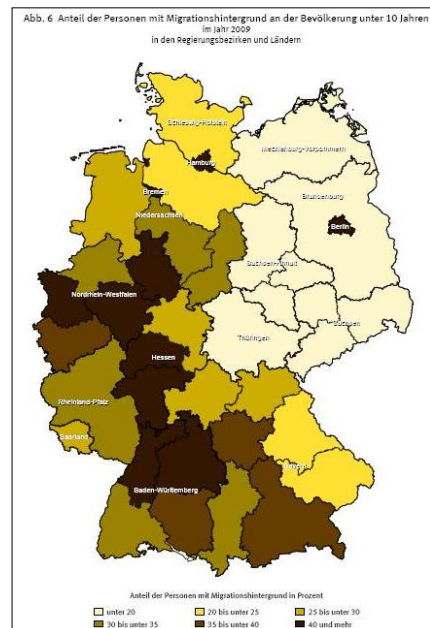 Abb. 6 Anteil der Personen mit Migrationshintergrund an der Bevölkerung unter 10 Jahren
im Jahr 2009
in den Regierungsbezirken und Ländern
Schleswig-Holstein
Mecklenburg-Vorpommern
Hamburg
Bremen
Brandenburg
Niedersachsen
Berlin
Sachsen-Anhalt
Nordrhein-Westfalen
Sachsen
Thüringen
Hessen
Rheinland-Pfalz
Saarland
Bayern
Baden-Württemberg
Anteil der Personen mit Migrationshintergrund in Prozent
unter 20
20 bis unter 25
25 bis unter 30
30 bis unter 35
35 bis unter 40
40 und mehr